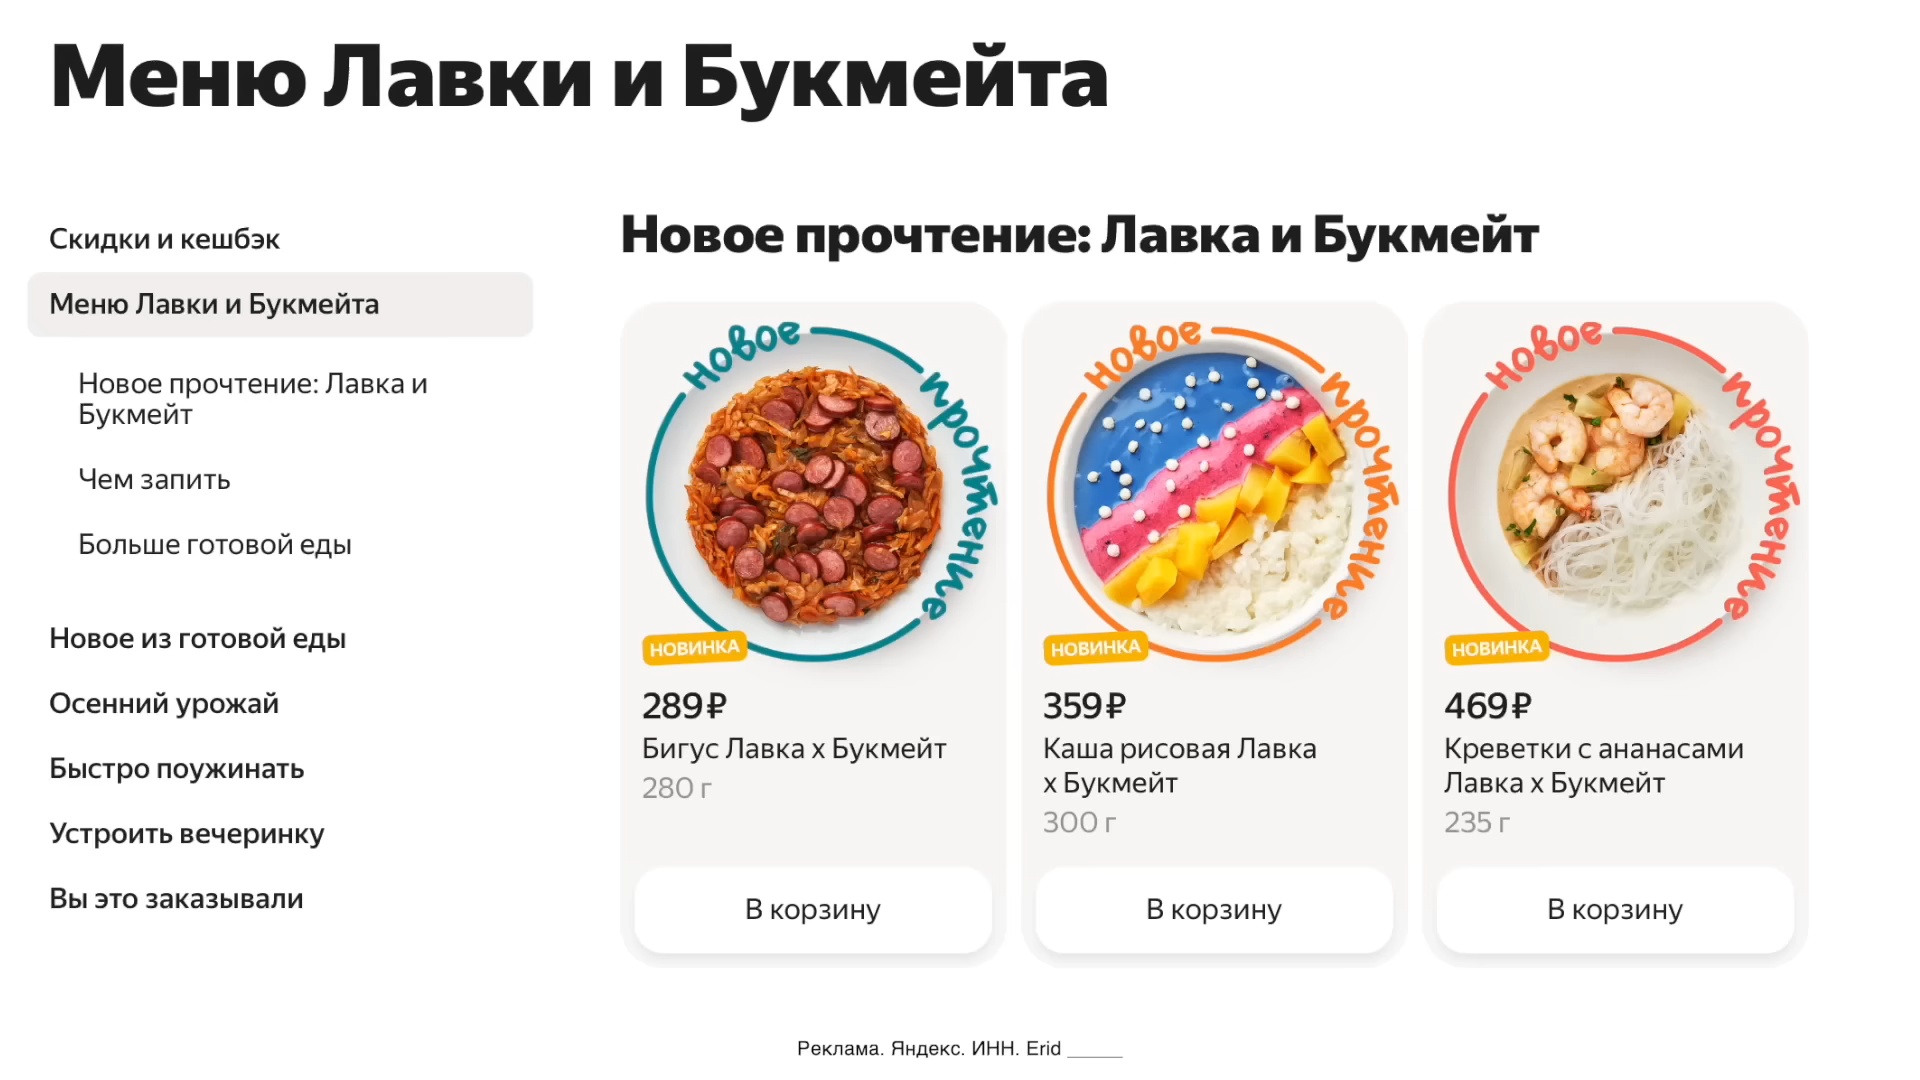 Меню Лавки и Букмейта
Скидки и кешбэк
Меню Лавки и Букмейта
Новое прочтение: Лавка и
Букмейт
Чем запить
Больше готовой еды
Новое из готовой еды
Осенний урожай
Быстро поужинать
Устроить вечеринку
Вы это заказывали
Новое прочтение: Лавка и Букмейт
новое прочтение
НОВИНКА
289₽
Бигус Лавка х Букмейт
280 г
В корзину
новое прочтение
НОВИНКА
359₽
Каша рисовая Лавка
х Букмейт
300 г
В корзину
новое прочтение
НОВИНКА
469₽
Креветки с ананасами
Лавка х Букмейт
235 г
В корзину
Реклама. Яндекс. ИНН. Erid _____